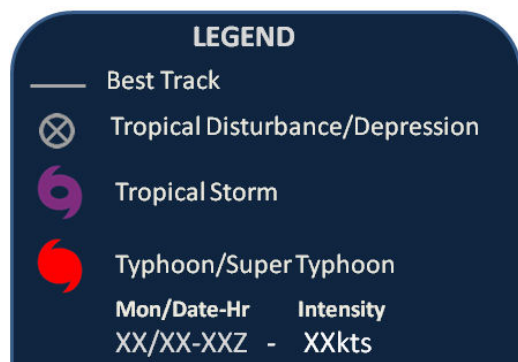 LEGEND
Best Track
Tropical Disturbance/Depression
Tropical Storm
Typhoon/Super Typhoon
Mon/Date-Hr Intensity
XX/XX-XXZ - XXkts